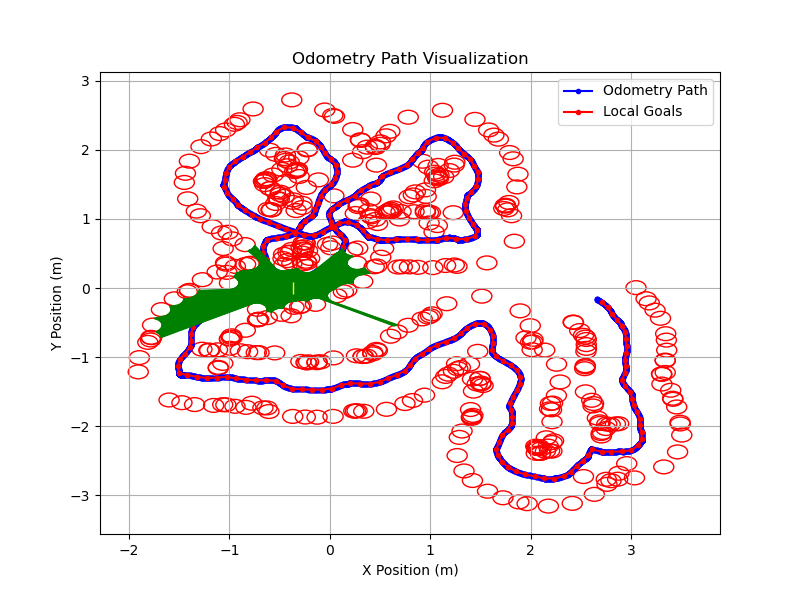 Odometry Path Visualization
Odometry Path
Local Goals
Y Position (m)
3
2
1
0
−1
−2
−3
−2
−1
0
1
2
3
X Position (m)